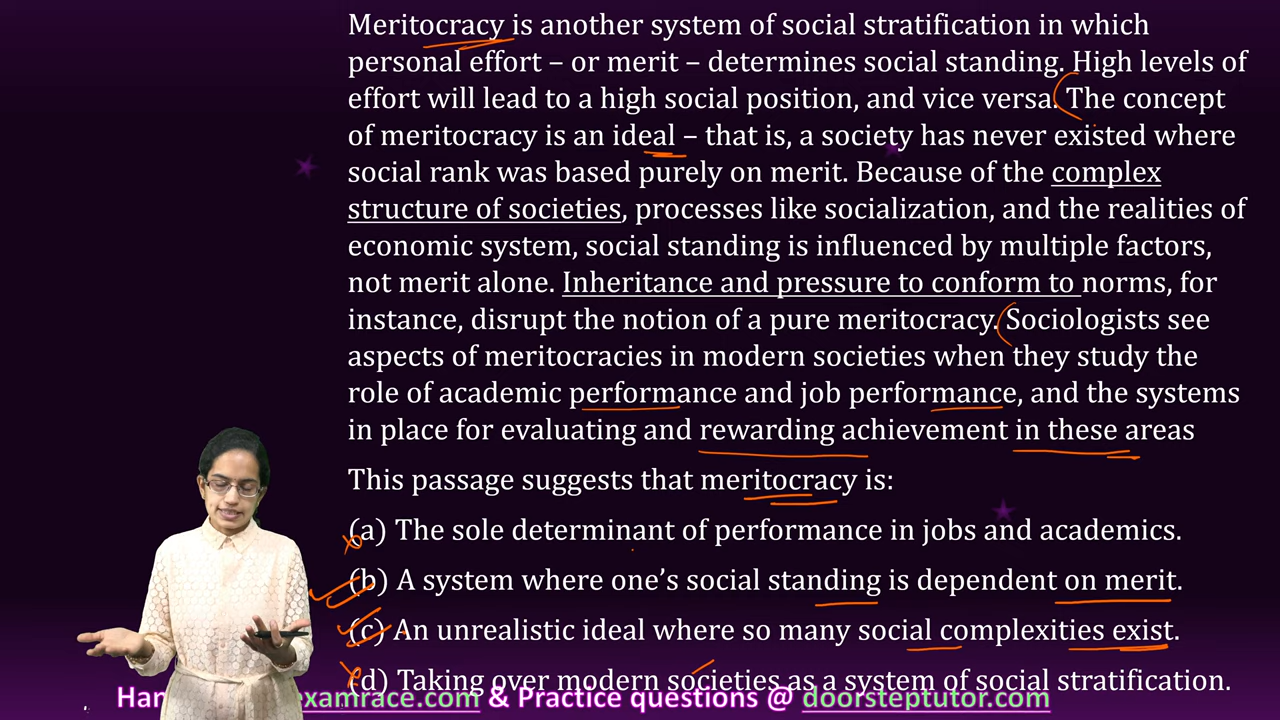 Meritocracy is another system of social stratification in which
personal effort – or merit – determines social standing. High levels of
effort will lead to a high social position, and vice versa. The concept
of meritocracy is an ideal – that is, a society has never existed where
social rank was based purely on merit. Because of the complex
structure of societies, processes like socialization, and the realities of
economic system, social standing is influenced by multiple factors,
not merit alone. Inheritance and pressure to conform to norms, for
instance, disrupt the notion of a pure meritocracy. Sociologists see
aspects of meritocracies in modern societies when they study the
role of academic performance and job performance, and the systems
in place for evaluating and rewarding achievement in these areas
This passage suggests that meritocracy is:
(a) The sole determinant of performance in jobs and academics.
(b) A system where one's social standing is dependent on merit.
(c) An unrealistic ideal where so many social complexities exist.
(d) Taking over modern societies as a system of social stratification.
examrace.com & Practice questions @ doorsteptutor.com